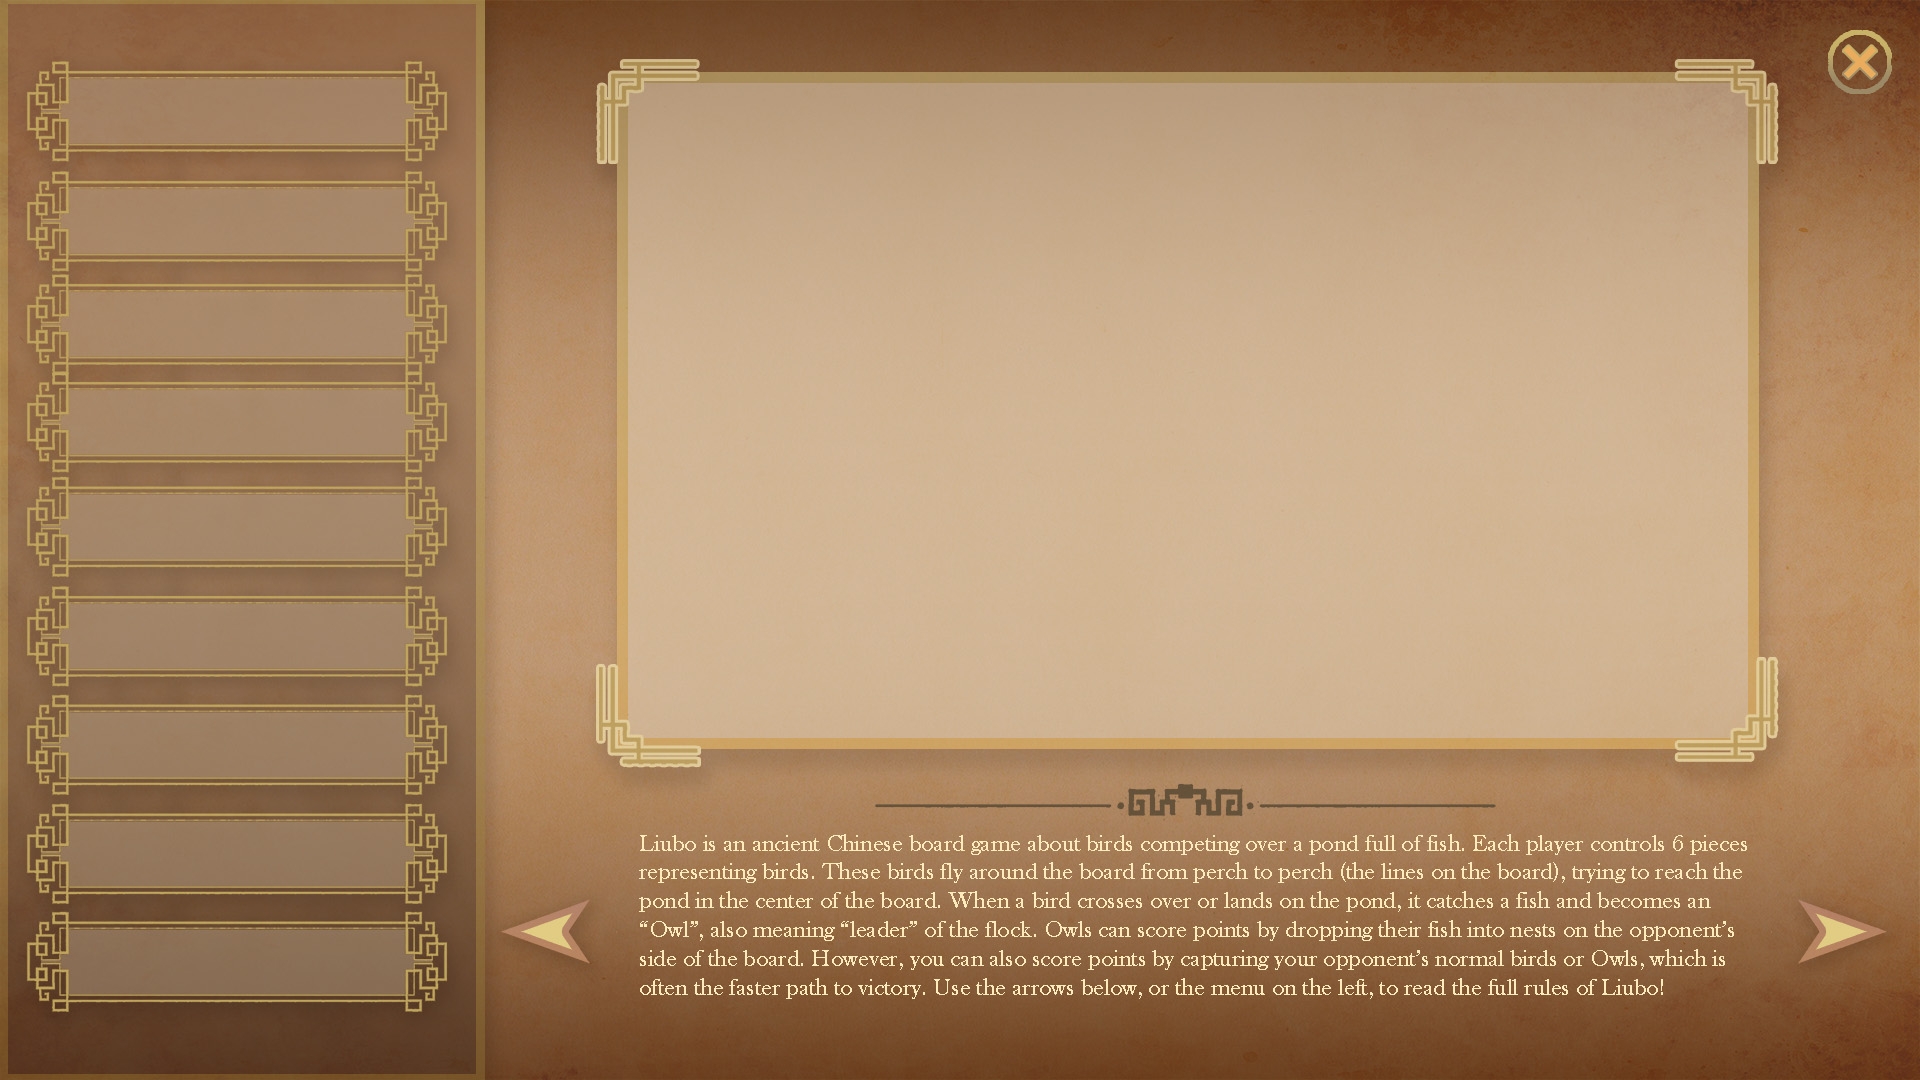 Liubo is an ancient Chinese board game about birds competing over a pond full of fish. Each player controls 6 pieces
representing birds. These birds fly around the board from perch to perch (the lines on the board), trying to reach the
pond in the center of the board. When a bird crosses over or lands on the pond, it catches a fish and becomes an
“Owl”, also meaning “leader” of the flock. Owls can score points by dropping their fish into nests on the opponent’s
side of the board. However, you can also score points by capturing your opponent’s normal birds or Owls, which is
often the faster path to victory. Use the arrows below, or the menu on the left, to read the full rules of Liubo!